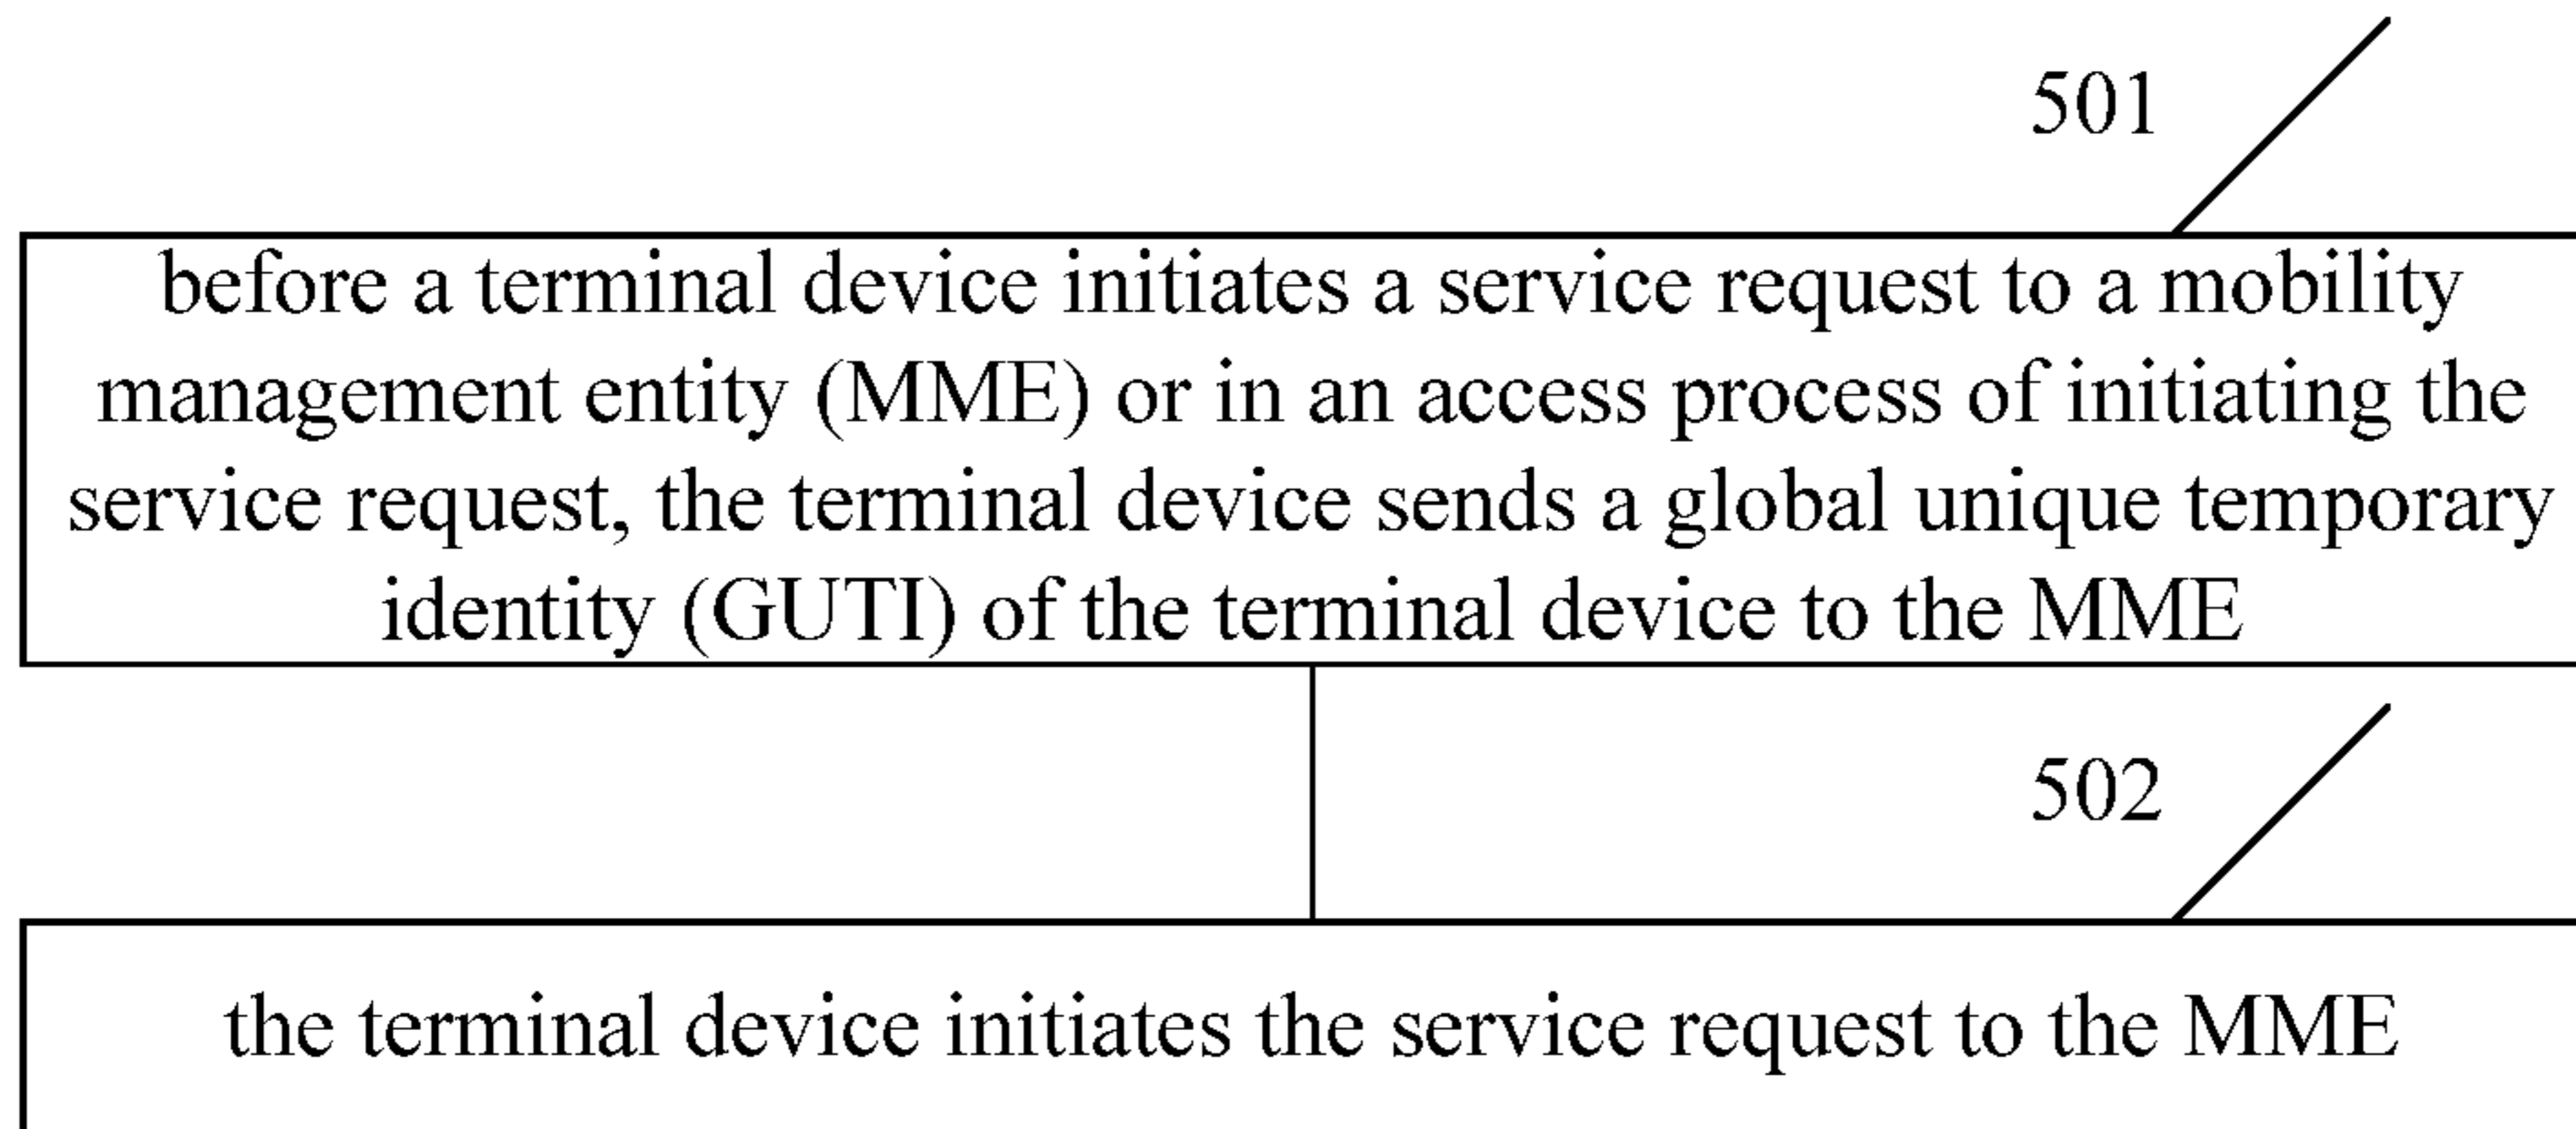 501
before a terminal device initiates a service request to a mobility
management entity (MME) or in an access process of initiating the
service request, the terminal device sends a global unique temporary
identity (GUTI) of the terminal device to the MME
502
the terminal device initiates the service request to the MME